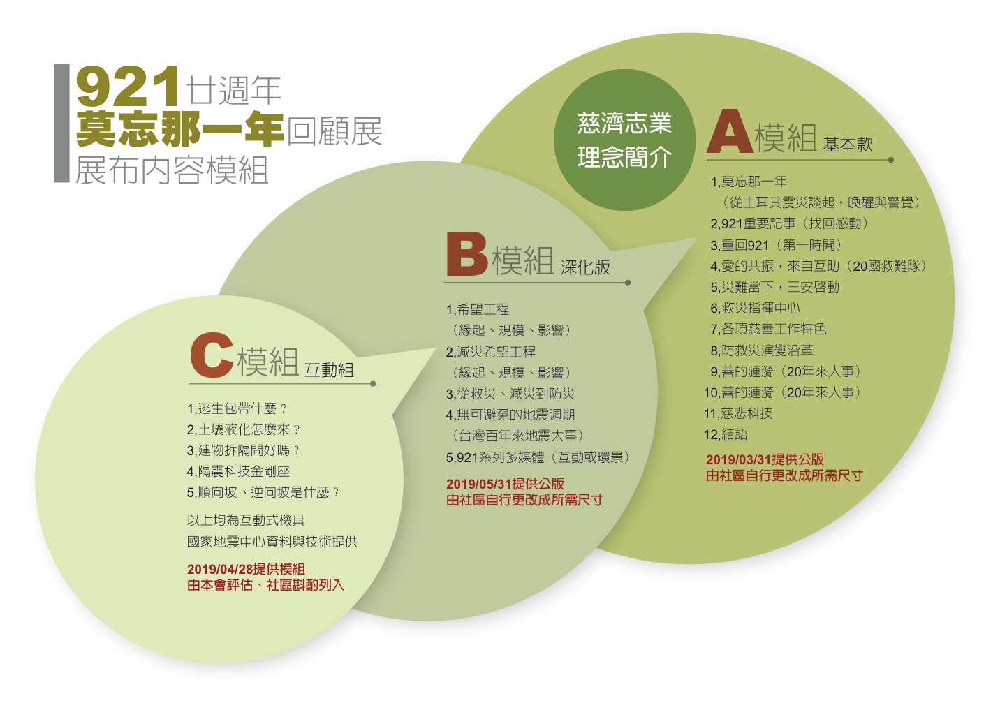 921廿週年
莫忘那一年回顧展
展布內容模組
慈濟志業
理念簡介
A模組 基本款
1,莫忘那一年
（從土耳其震災談起，喚醒與警覺）
2,921重要記事（找回感動）
3,重回921（第一時間）
4,愛的共振，來自互助（20國救難隊）
5,災難當下，三安啓動
6,救災指揮中心
7,各項慈善工作特色
8,防救災演變沿革
9,善的漣漪（20年來人事）
10,善的漣漪（20年來人事）
11,慈悲科技
12,結語
2019/03/31提供公版
由社區自行更改成所需尺寸
B模組 深化版
1,希望工程
（緣起、規模、影響）
2,減災希望工程
（緣起、規模、影響）
3,從救災、減災到防災
4,無可避免的地震週期
（台灣百年來地震大事）
5,921系列多媒體（互動或環景）
2019/05/31提供公版
由社區自行更改成所需尺寸
C模組 互動組
1,逃生包帶什麼？
2,土壤液化怎麼來？
3,建物拆隔間好嗎？
4,隔震科技金剛座
5,順向坡、逆向坡是什麼？
以上均為互動式機具
國家地震中心資料與技術提供
2019/04/28提供模組
由本會評估、社區斟酌列入